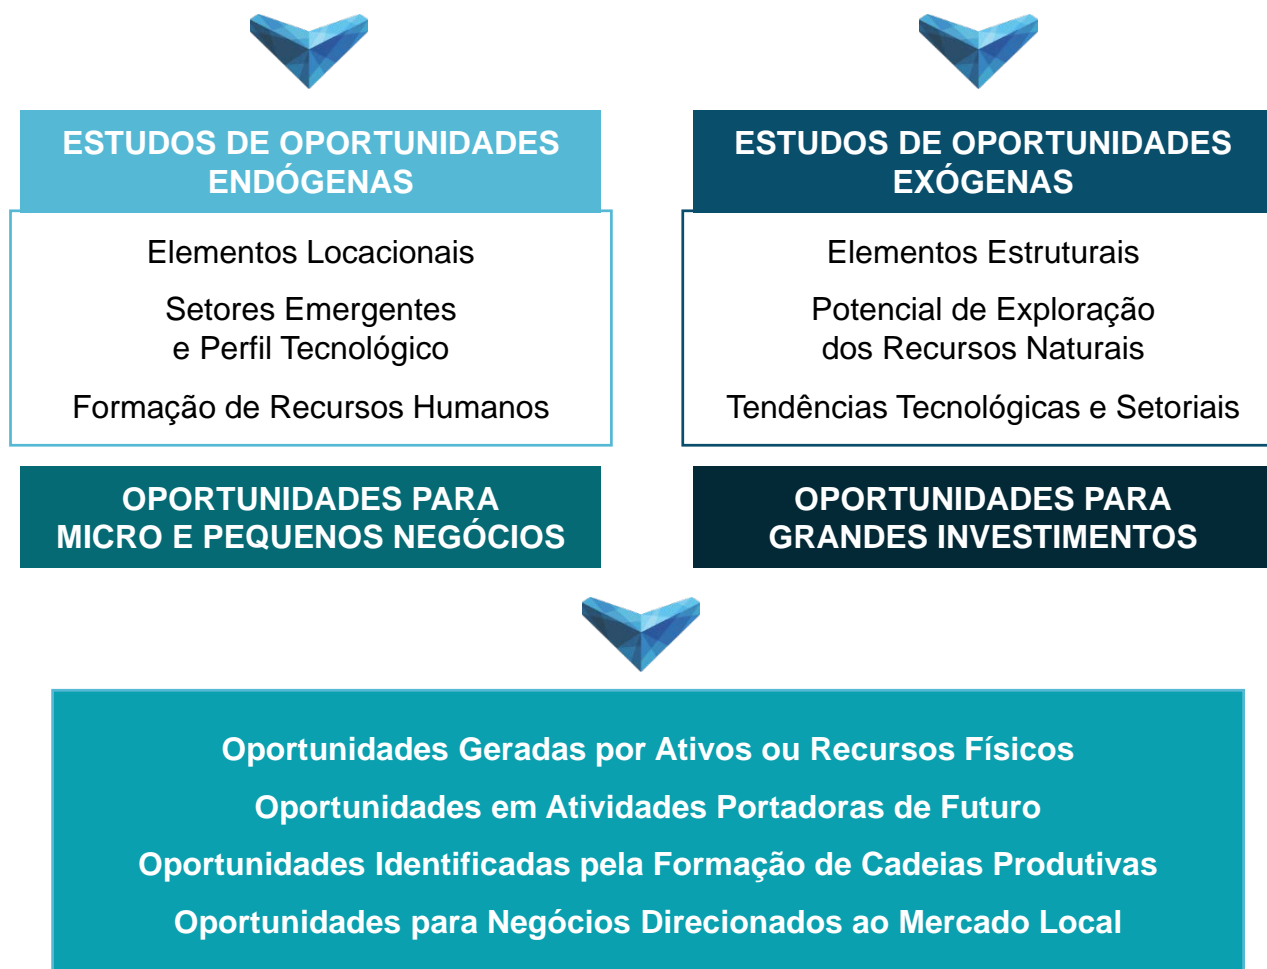 ESTUDOS DE OPORTUNIDADES
ENDÓGENAS
Elementos Locacionais
Setores Emergentes
e Perfil Tecnológico
Formação de Recursos Humanos
OPORTUNIDADES PARA
MICRO E PEQUENOS NEGÓCIOS
ESTUDOS DE OPORTUNIDADES
EXÓGENAS
Elementos Estruturais
Potencial de Exploração
dos Recursos Naturais
Tendências Tecnológicas e Setoriais
OPORTUNIDADES PARA
GRANDES INVESTIMENTOS
Oportunidades Geradas por Ativos ou Recursos Físicos
Oportunidades em Atividades Portadoras de Futuro
Oportunidades Identificadas pela Formação de Cadeias Produtivas
Oportunidades para Negócios Direcionados ao Mercado Local